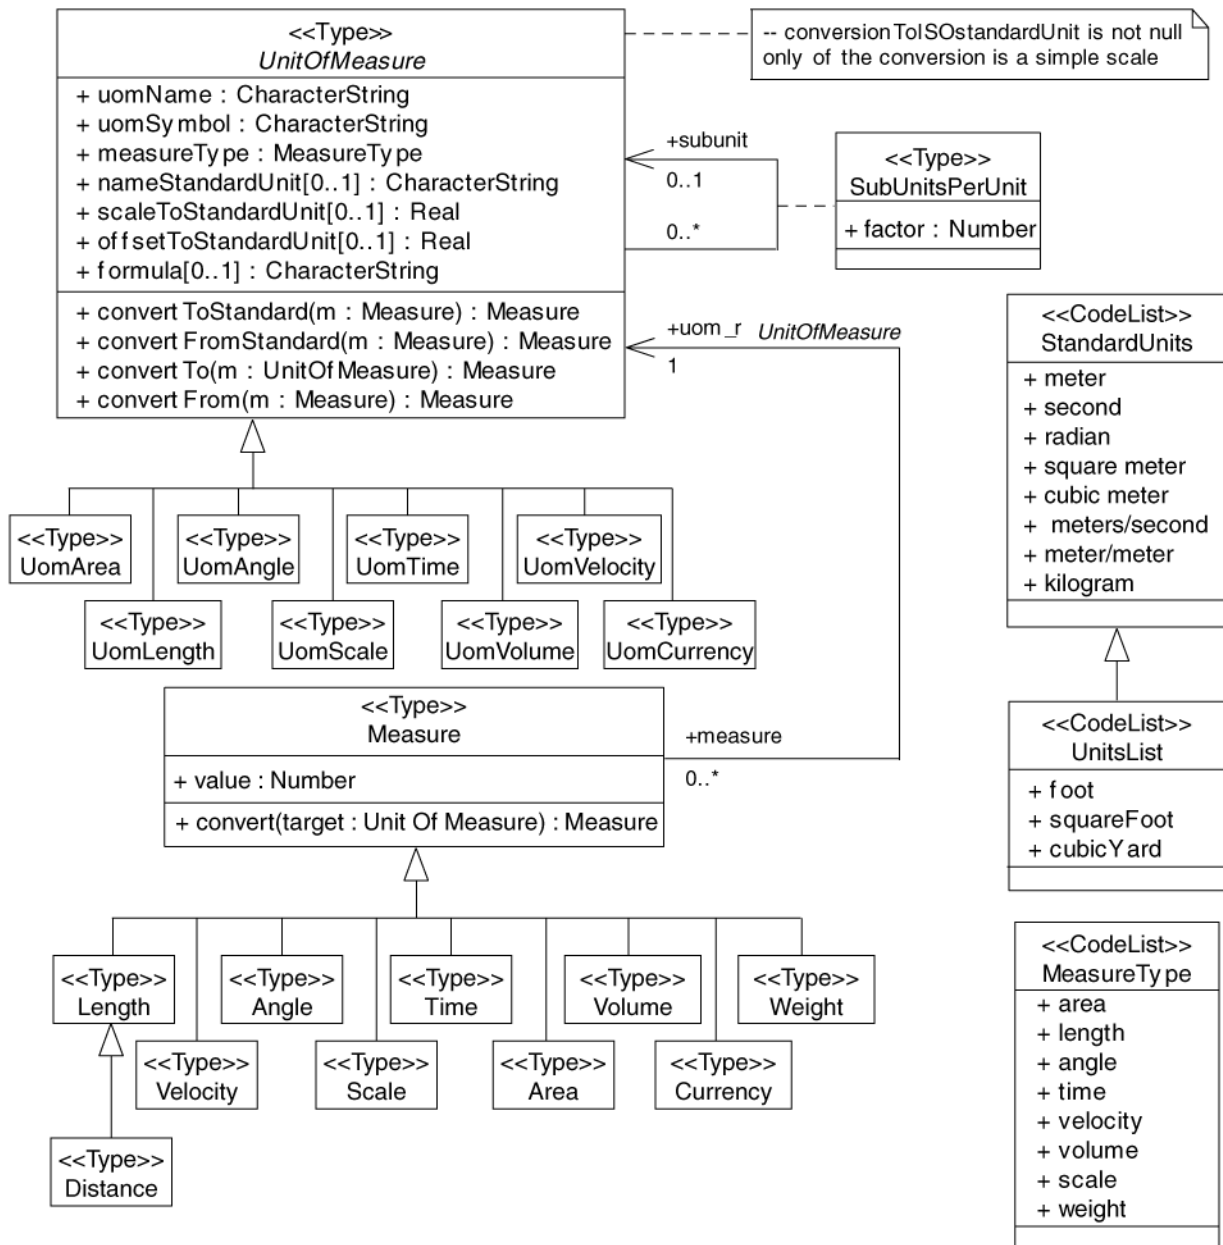 <<Type>>
UnitOfMeasure
+ uomName : CharacterString
+ uomSymbol : CharacterString
+ measureType : MeasureType
+ nameStandardUnit[0..1] : CharacterString
+ scaleToStandardUnit[0..1] : Real
+ offsetToStandardUnit[0..1] : Real
+ formula[0..1] : CharacterString
+ convertToStandard(m : Measure) : Measure
+ convertFromStandard(m : Measure) : Measure
+ convertTo(m : UnitOfMeasure) : Measure
+ convertFrom(m : Measure) : Measure
-- conversionToISOstandardUnit is not null
only of the conversion is a simple scale
+subunit
0..1
0..*
<<Type>>
SubUnitsPerUnit
+ factor : Number
+uom_r UnitOfMeasure
1
<<CodeList>>
StandardUnits
+ meter
+ second
+ radian
+ square meter
+ cubic meter
+ meters/second
+ meter/meter
+ kilogram
<<Type>>
UomArea
<<Type>>
UomAngle
<<Type>>
UomTime
<<Type>>
UomVelocity
<<Type>>
UomLength
<<Type>>
UomScale
<<Type>>
UomVolume
<<Type>>
UomCurrency
<<Type>>
Measure
+ value : Number
+ convert(target : Unit Of Measure) : Measure
+measure
0..*
<<CodeList>>
UnitsList
+ foot
+ squareFoot
+ cubicYard
<<Type>>
Length
<<Type>>
Angle
<<Type>>
Time
<<Type>>
Volume
<<Type>>
Weight
<<Type>>
Velocity
<<Type>>
Scale
<<Type>>
Area
<<Type>>
Currency
<<Type>>
Distance
<<CodeList>>
MeasureType
+ area
+ length
+ angle
+ time
+ velocity
+ volume
+ scale
+ weight